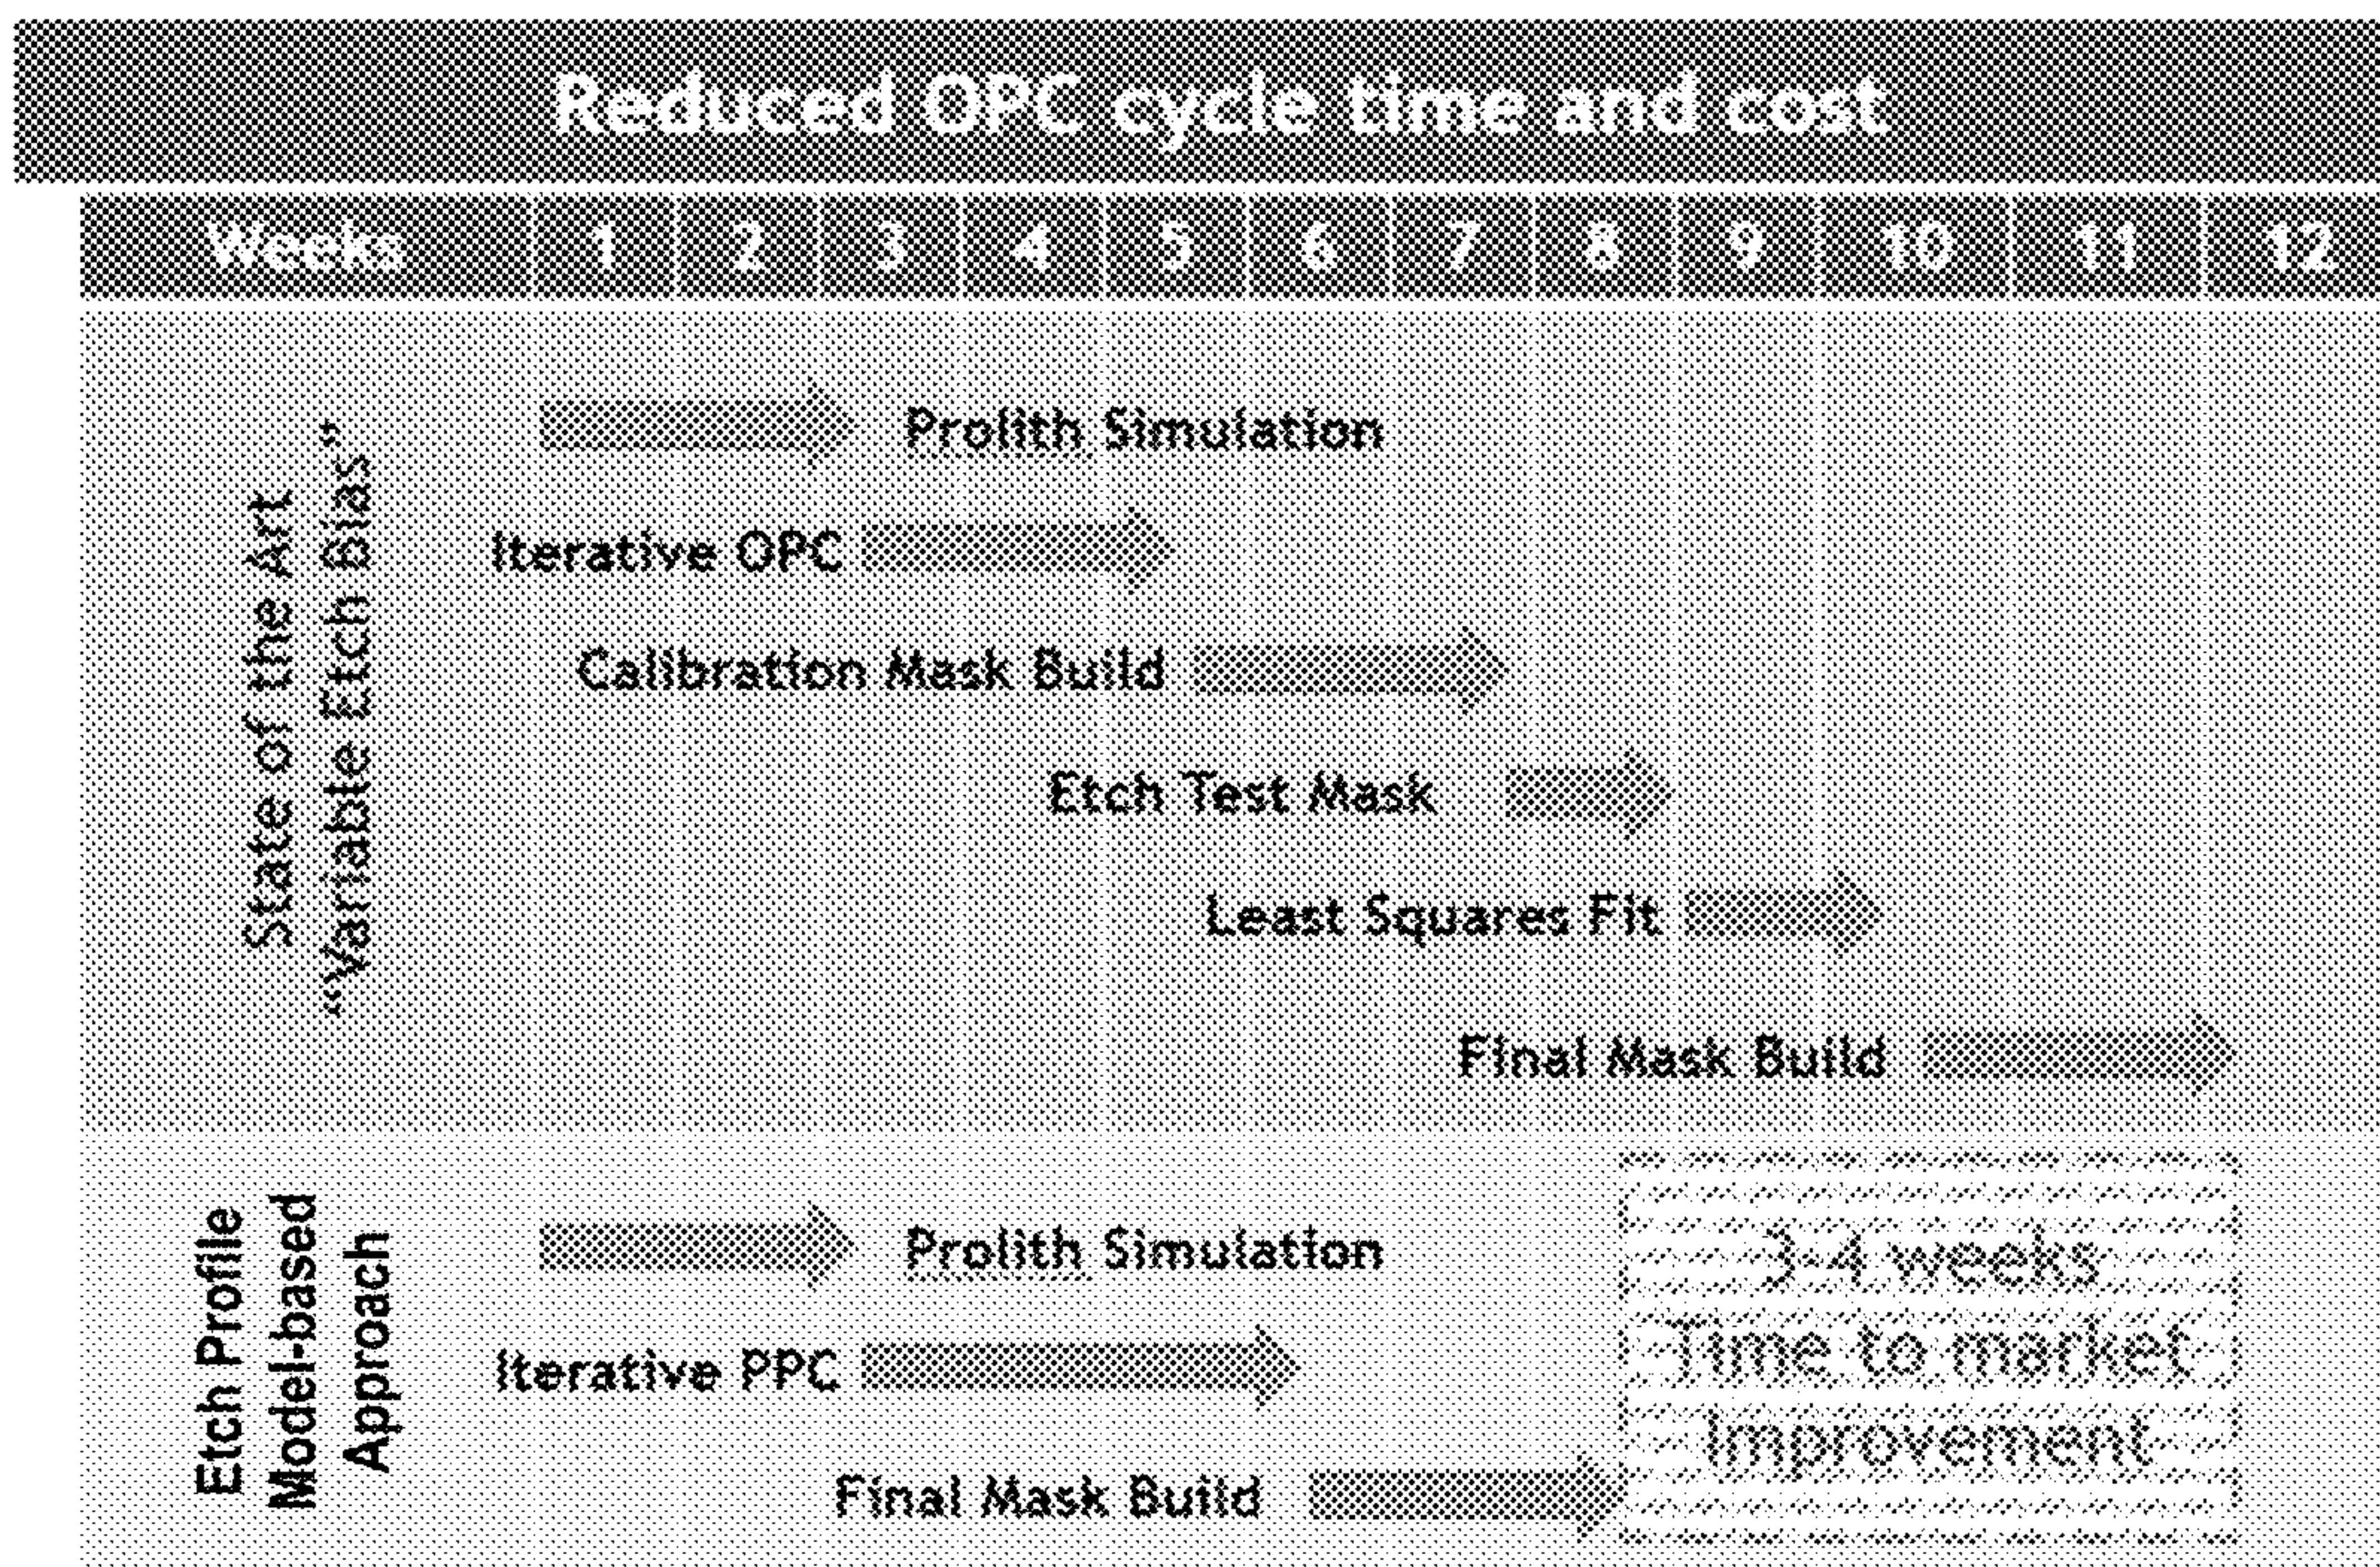 Reduced OPC cycle time and cost
Weeks 1 2 3 4 5 6 7 8 9 10 11 12
State of the Art
“Variable Etch Bias”
Prolith Simulation
Iterative OPC
Calibration Mask Build
Etch Test Mask
Least Squares Fit
Final Mask Build
Etch Profile
Model-based
Approach
Prolith Simulation
Iterative PPC
Final Mask Build
3-4 weeks
Time to market
Improvement